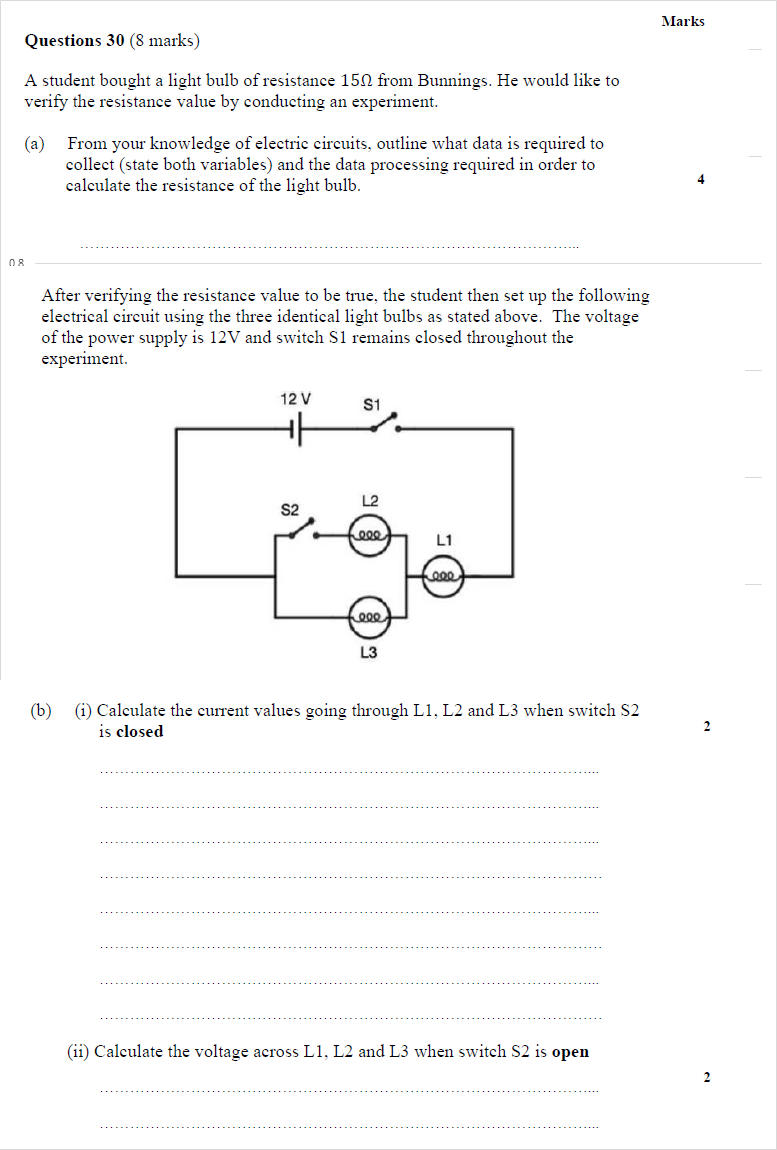 Marks
Questions 30 (8 marks)
A student bought a light bulb of resistance 15Ω from Bunnings. He would like to
verify the resistance value by conducting an experiment.
(a) From your knowledge of electric circuits, outline what data is required to
collect (state both variables) and the data processing required in order to
calculate the resistance of the light bulb.
4
After verifying the resistance value to be true, the student then set up the following
electrical circuit using the three identical light bulbs as stated above. The voltage
of the power supply is 12V and switch S1 remains closed throughout the
experiment.
12 V
S1
S2
L2
L1
L3
(b) (i) Calculate the current values going through L1, L2 and L3 when switch S2
is closed
2
(ii) Calculate the voltage across L1, L2 and L3 when switch S2 is open
2